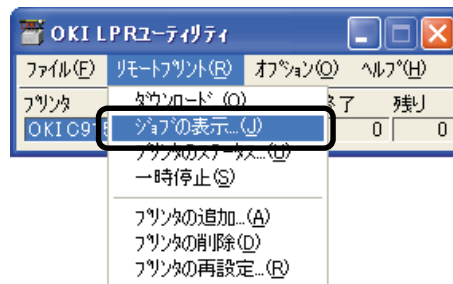 OKI LPRユーティリティ
ファイル(F) リモートプリント(R) オプション(O) ヘルプ(H)
プリンタ 了 残り
ダウンロード(O)
OKI C91 0 0
ジョブの表示...(J)
プリンタのステータス...(U)
一時停止(S)
プリンタの追加...(A)
プリンタの削除(D)
プリンタの再設定...(R)